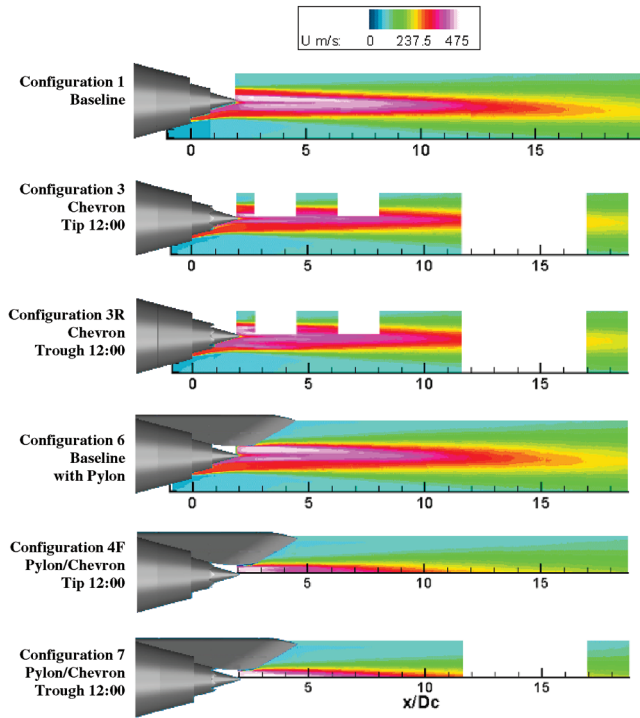 U m/s: 0 237.5 475
Configuration 1
Baseline
0 5 10 15
Configuration 3
Chevron
Tip 12:00
0 5 10 15
Configuration 3R
Chevron
Trough 12:00
0 5 10 15
Configuration 6
Baseline
with Pylon
0 5 10 15
Configuration 4F
Pylon/Chevron
Tip 12:00
5 10 15
Configuration 7
Pylon/Chevron
Trough 12:00
5 10 15
x/Dc